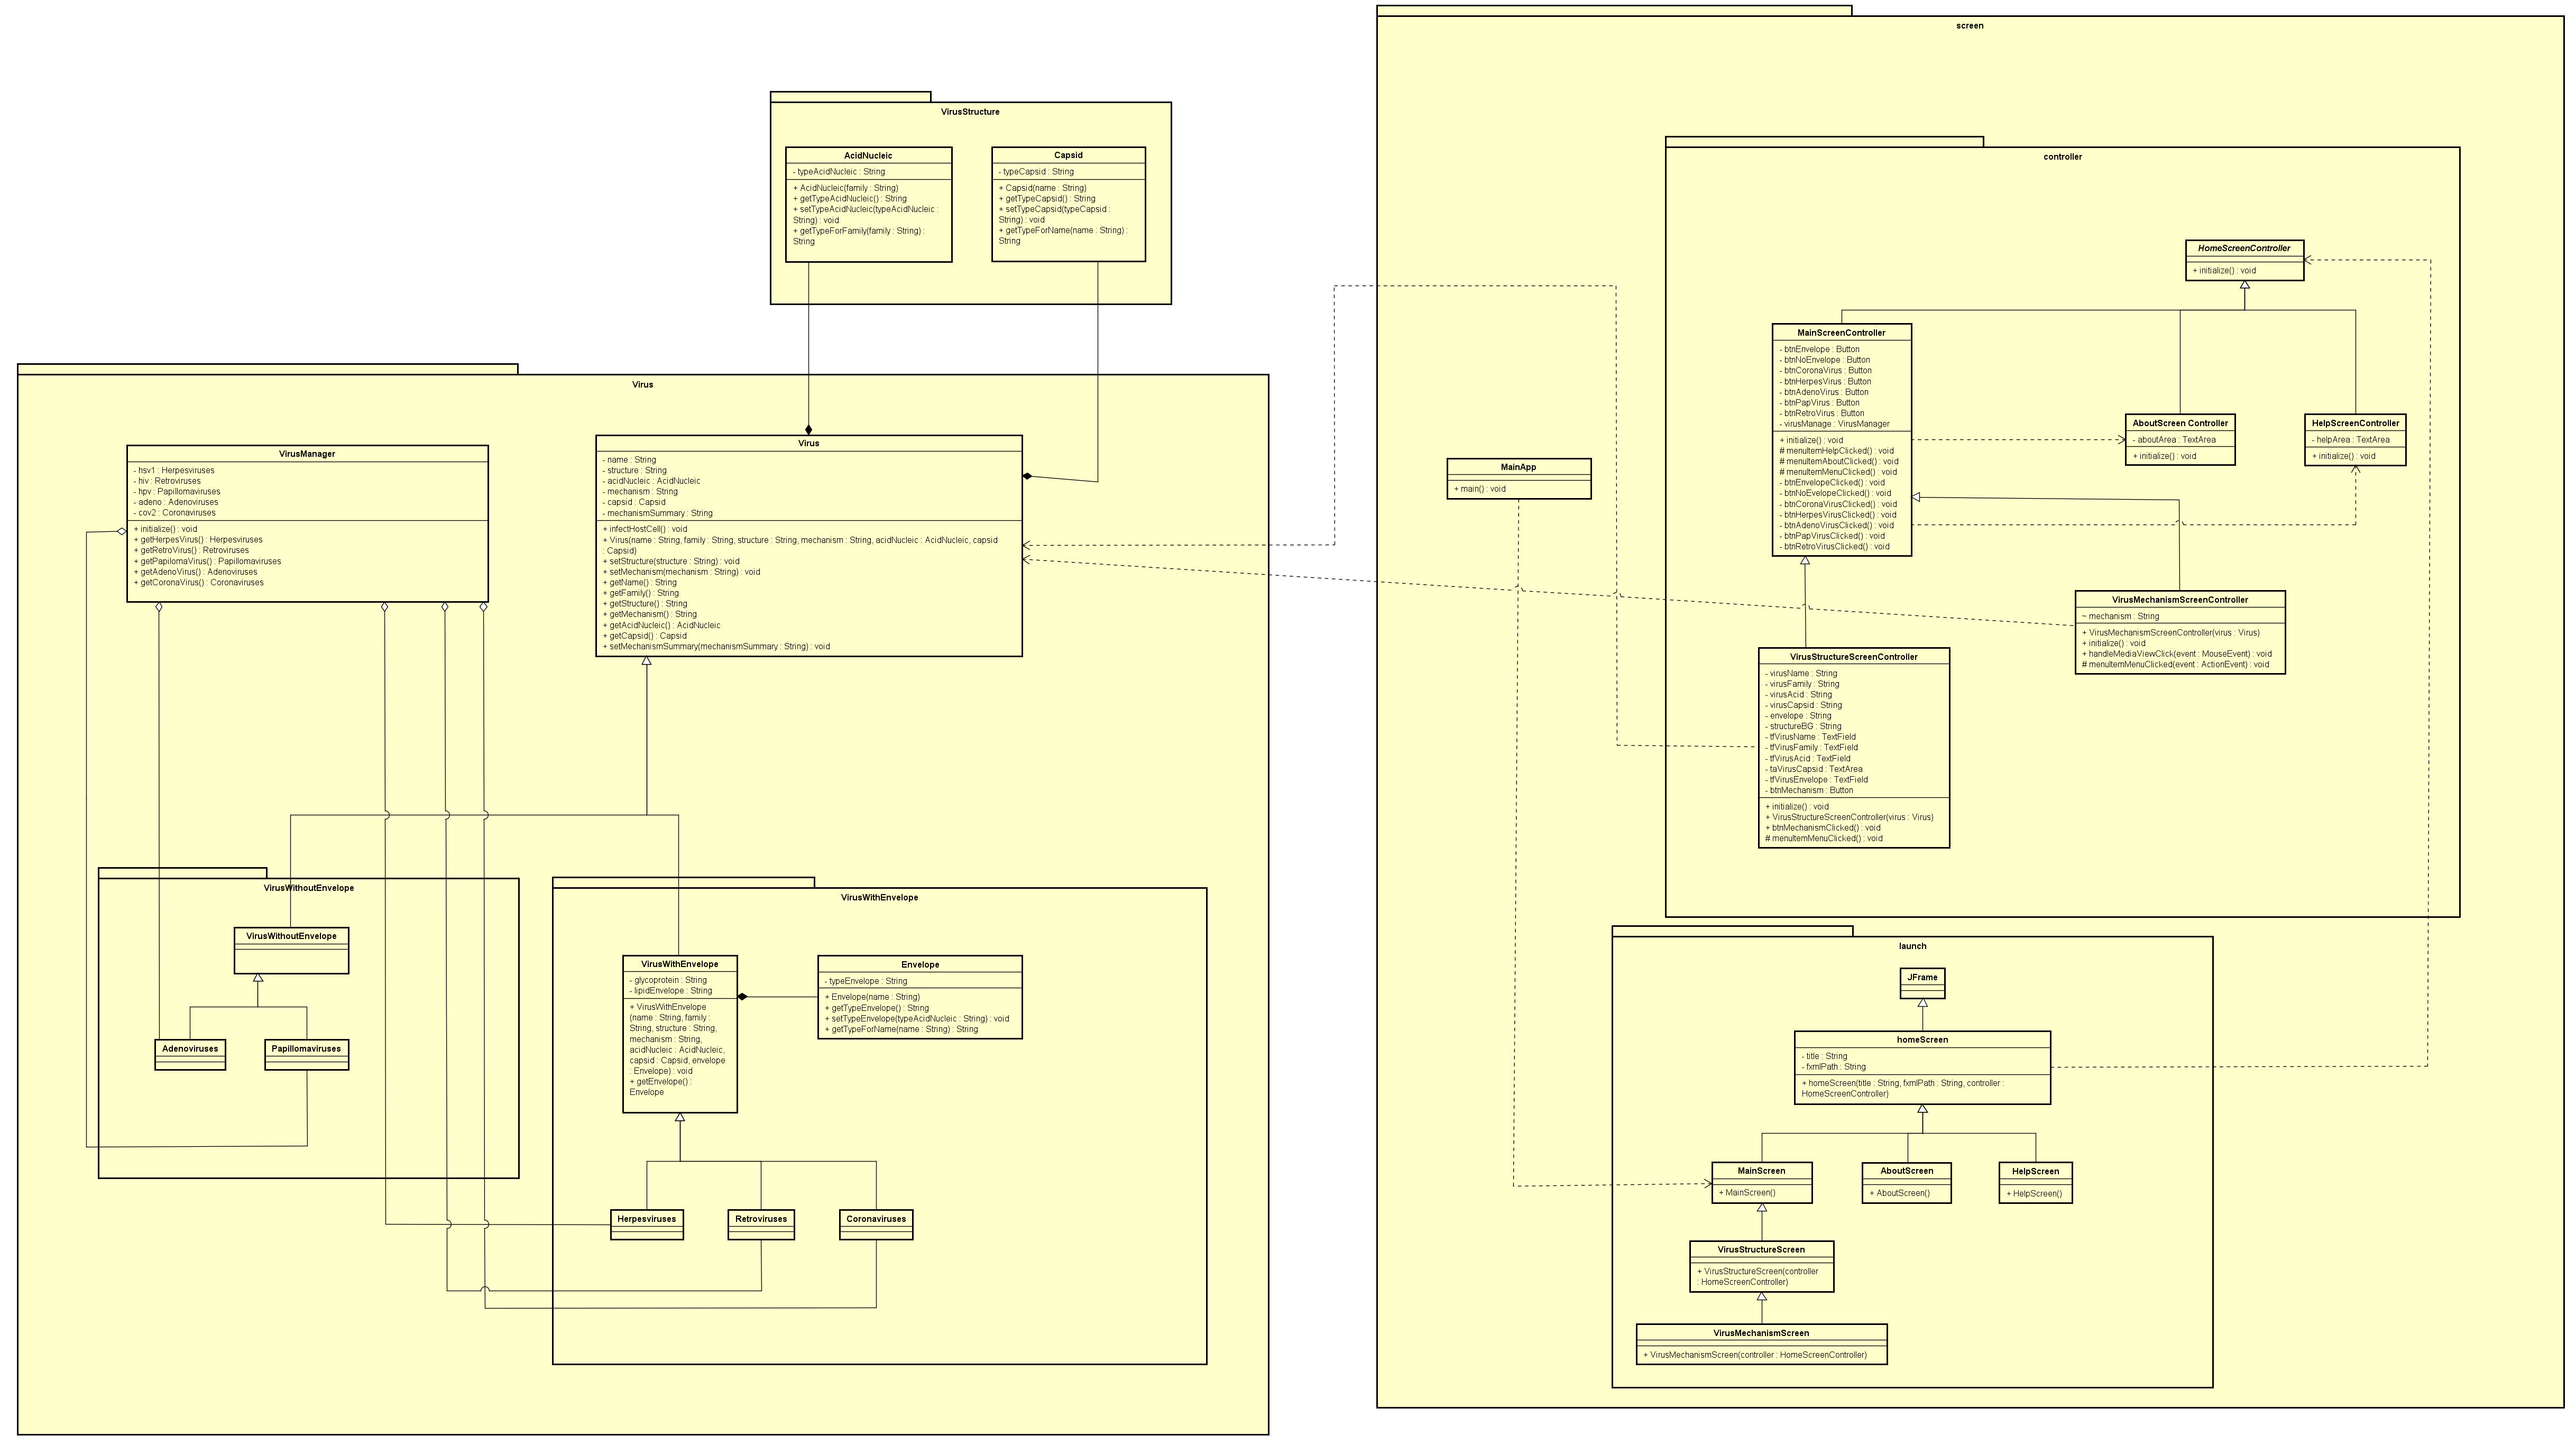 VirusStructure
AcidNucleic
- typeAcidNucleic : String
+ AcidNucleic(family : String)
+ getTypeAcidNucleic() : String
+ setTypeAcidNucleic(typeAcidNucleic :
String) : void
+ getTypeForFamily(family : String) :
String
Capsid
- typeCapsid : String
+ Capsid(name : String)
+ getTypeCapsid() : String
+ setTypeCapsid(typeCapsid :
String) : void
+ getTypeForName(name : String) :
String
Virus
VirusManager
- hsv1 : Herpesviruses
- hiv : Retroviruses
- hpv : Papillomaviruses
- adeno : Adenoviruses
- cov2 : Coronaviruses
+ initialize() : void
+ getHerpesVirus() : Herpesviruses
+ getRetroVirus() : Retroviruses
+ getPapilomaVirus() : Papillomaviruses
+ getAdenoVirus() : Adenoviruses
+ getCoronaVirus() : Coronaviruses
Virus
- name : String
- structure : String
- acidNucleic : AcidNucleic
- mechanism : String
- capsid : Capsid
- mechanismSummary : String
+ infectHostCell() : void
+ Virus(name : String, family : String, structure : String, mechanism : String, acidNucleic : AcidNucleic, capsid
: Capsid)
+ setStructure(structure : String) : void
+ setMechanism(mechanism : String) : void
+ getName() : String
+ getFamily() : String
+ getStructure() : String
+ getMechanism() : String
+ getAcidNucleic() : AcidNucleic
+ getCapsid() : Capsid
+ setMechanismSummary(mechanismSummary : String) : void
VirusWithoutEnvelope
VirusWithoutEnvelope
Adenoviruses
Papillomaviruses
VirusWithEnvelope
VirusWithEnvelope
- glycoprotein : String
- lipidEnvelope : String
+ VirusWithEnvelope
(name : String, family :
String, structure : String,
mechanism : String,
acidNucleic : AcidNucleic,
capsid : Capsid, envelope
: Envelope) : void
+ getEnvelope() :
Envelope
Envelope
- typeEnvelope : String
+ Envelope(name : String)
+ getTypeEnvelope() : String
+ setTypeEnvelope(typeAcidNucleic : String) : void
+ getTypeForName(name : String) : String
Herpesviruses
Retroviruses
Coronaviruses
screen
controller
HomeScreenController
+ initialize() : void
MainScreenController
- btnEnvelope : Button
- btnNoEnvelope : Button
- btnCoronaVirus : Button
- btnHerpesVirus : Button
- btnAdenoVirus : Button
- btnPapVirus : Button
- btnRetroVirus : Button
- virusManage : VirusManager
+ initialize() : void
# menuItemHelpClicked() : void
# menuItemAboutClicked() : void
# menuItemMenuClicked() : void
- btnEnvelopeClicked() : void
- btnNoEvelopeClicked() : void
- btnCoronaVirusClicked() : void
- btnHerpesVirusClicked() : void
- btnAdenoVirusClicked() : void
- btnPapVirusClicked() : void
- btnRetroVirusClicked() : void
AboutScreen Controller
- aboutArea : TextArea
+ initialize() : void
HelpScreenController
- helpArea : TextArea
+ initialize() : void
MainApp
+ main() : void
VirusMechanismScreenController
~ mechanism : String
+ VirusMechanismScreenController(virus : Virus)
+ initialize() : void
+ handleMediaViewClick(event : MouseEvent) : void
# menuItemMenuClicked(event : ActionEvent) : void
VirusStructureScreenController
- virusName : String
- virusFamily : String
- virusAcid : String
- virusCapsid : String
- envelope : String
- structureBG : String
- tfVirusName : TextField
- tfVirusFamily : TextField
- tfVirusAcid : TextField
- taVirusCapsid : TextArea
- tfVirusEnvelope : TextField
- btnMechanism : Button
+ initialize() : void
+ VirusStructureScreenController(virus : Virus)
+ btnMechanismClicked() : void
# menuItemMenuClicked() : void
launch
JFrame
homeScreen
- title : String
- fxmlPath : String
+ homeScreen(title : String, fxmlPath : String, controller :
HomeScreenController)
MainScreen
+ MainScreen()
AboutScreen
+ AboutScreen()
HelpScreen
+ HelpScreen()
VirusStructureScreen
+ VirusStructureScreen(controller
: HomeScreenController)
VirusMechanismScreen
+ VirusMechanismScreen(controller : HomeScreenController)